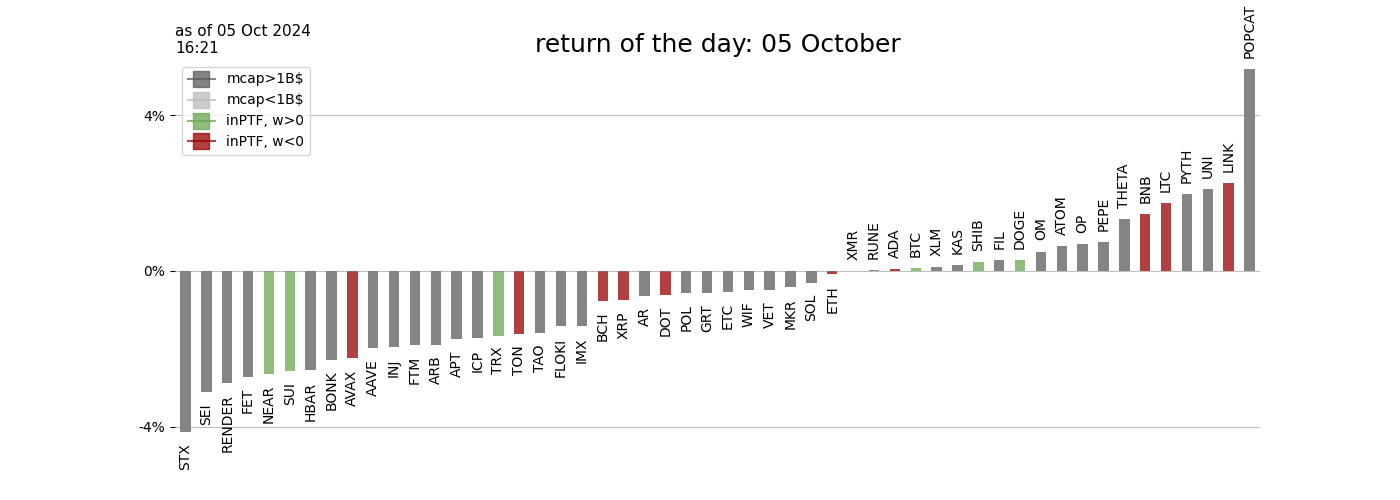 as of 05 Oct 2024
16:21
return of the day: 05 October
mcap>1B$
mcap<1B$
inPTF, w>0
inPTF, w<0
4%
0%
-4%
STX
SEI
RENDER
FET
NEAR
SUI
HBAR
BONK
AVAX
AAVE
INJ
FTM
ARB
APT
ICP
TRX
TON
TAO
FLOKI
IMX
BCH
XRP
AR
DOT
POL
GRT
ETC
WIF
VET
MKR
SOL
ETH
XMR
RUNE
ADA
BTC
XLM
KAS
SHIB
FIL
DOGE
OM
ATOM
OP
PEPE
THETA
BNB
LTC
PYTH
UNI
LINK
POPCAT